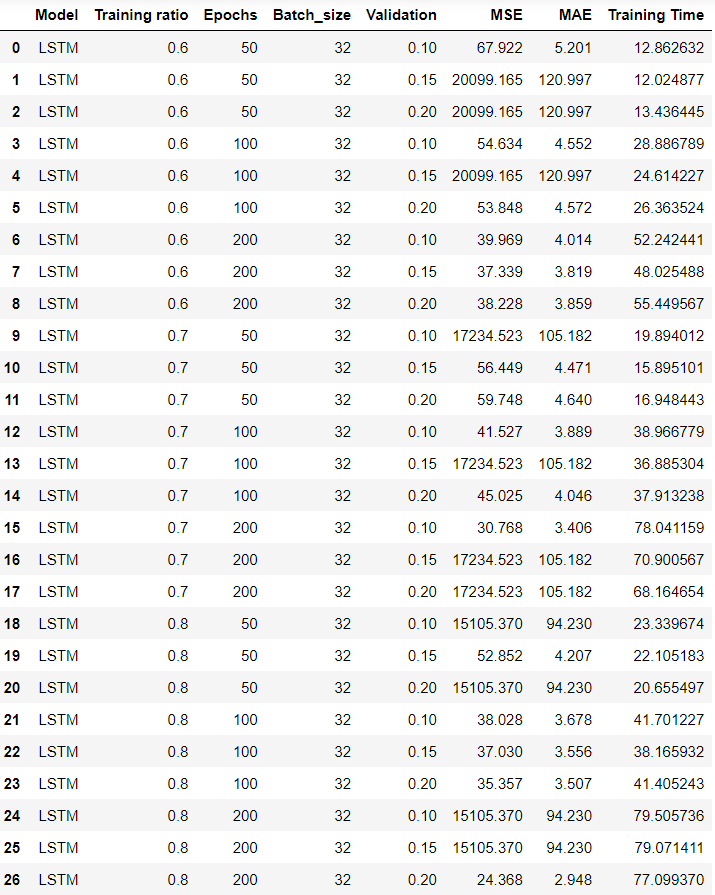 Model Training ratio Epochs Batch_size Validation MSE MAE Training Time
0 LSTM 0.6 50 32 0.10 67.922 5.201 12.862632
1 LSTM 0.6 50 32 0.15 20099.165 120.997 12.024877
2 LSTM 0.6 50 32 0.20 20099.165 120.997 13.436445
3 LSTM 0.6 100 32 0.10 54.634 4.552 28.886789
4 LSTM 0.6 100 32 0.15 20099.165 120.997 24.614227
5 LSTM 0.6 100 32 0.20 53.848 4.572 26.363524
6 LSTM 0.6 200 32 0.10 39.969 4.014 52.242441
7 LSTM 0.6 200 32 0.15 37.339 3.819 48.025488
8 LSTM 0.6 200 32 0.20 38.228 3.859 55.449567
9 LSTM 0.7 50 32 0.10 17234.523 105.182 19.894012
10 LSTM 0.7 50 32 0.15 56.449 4.471 15.895101
11 LSTM 0.7 50 32 0.20 59.748 4.640 16.948443
12 LSTM 0.7 100 32 0.10 41.527 3.889 38.966779
13 LSTM 0.7 100 32 0.15 17234.523 105.182 36.885304
14 LSTM 0.7 100 32 0.20 45.025 4.046 37.913238
15 LSTM 0.7 200 32 0.10 30.768 3.406 78.041159
16 LSTM 0.7 200 32 0.15 17234.523 105.182 70.900567
17 LSTM 0.7 200 32 0.20 17234.523 105.182 68.164654
18 LSTM 0.8 50 32 0.10 15105.370 94.230 23.339674
19 LSTM 0.8 50 32 0.15 52.852 4.207 22.105183
20 LSTM 0.8 50 32 0.20 15105.370 94.230 20.655497
21 LSTM 0.8 100 32 0.10 38.028 3.678 41.701227
22 LSTM 0.8 100 32 0.15 37.030 3.556 38.165932
23 LSTM 0.8 100 32 0.20 35.357 3.507 41.405243
24 LSTM 0.8 200 32 0.10 15105.370 94.230 79.505736
25 LSTM 0.8 200 32 0.15 15105.370 94.230 79.071411
26 LSTM 0.8 200 32 0.20 24.368 2.948 77.099370